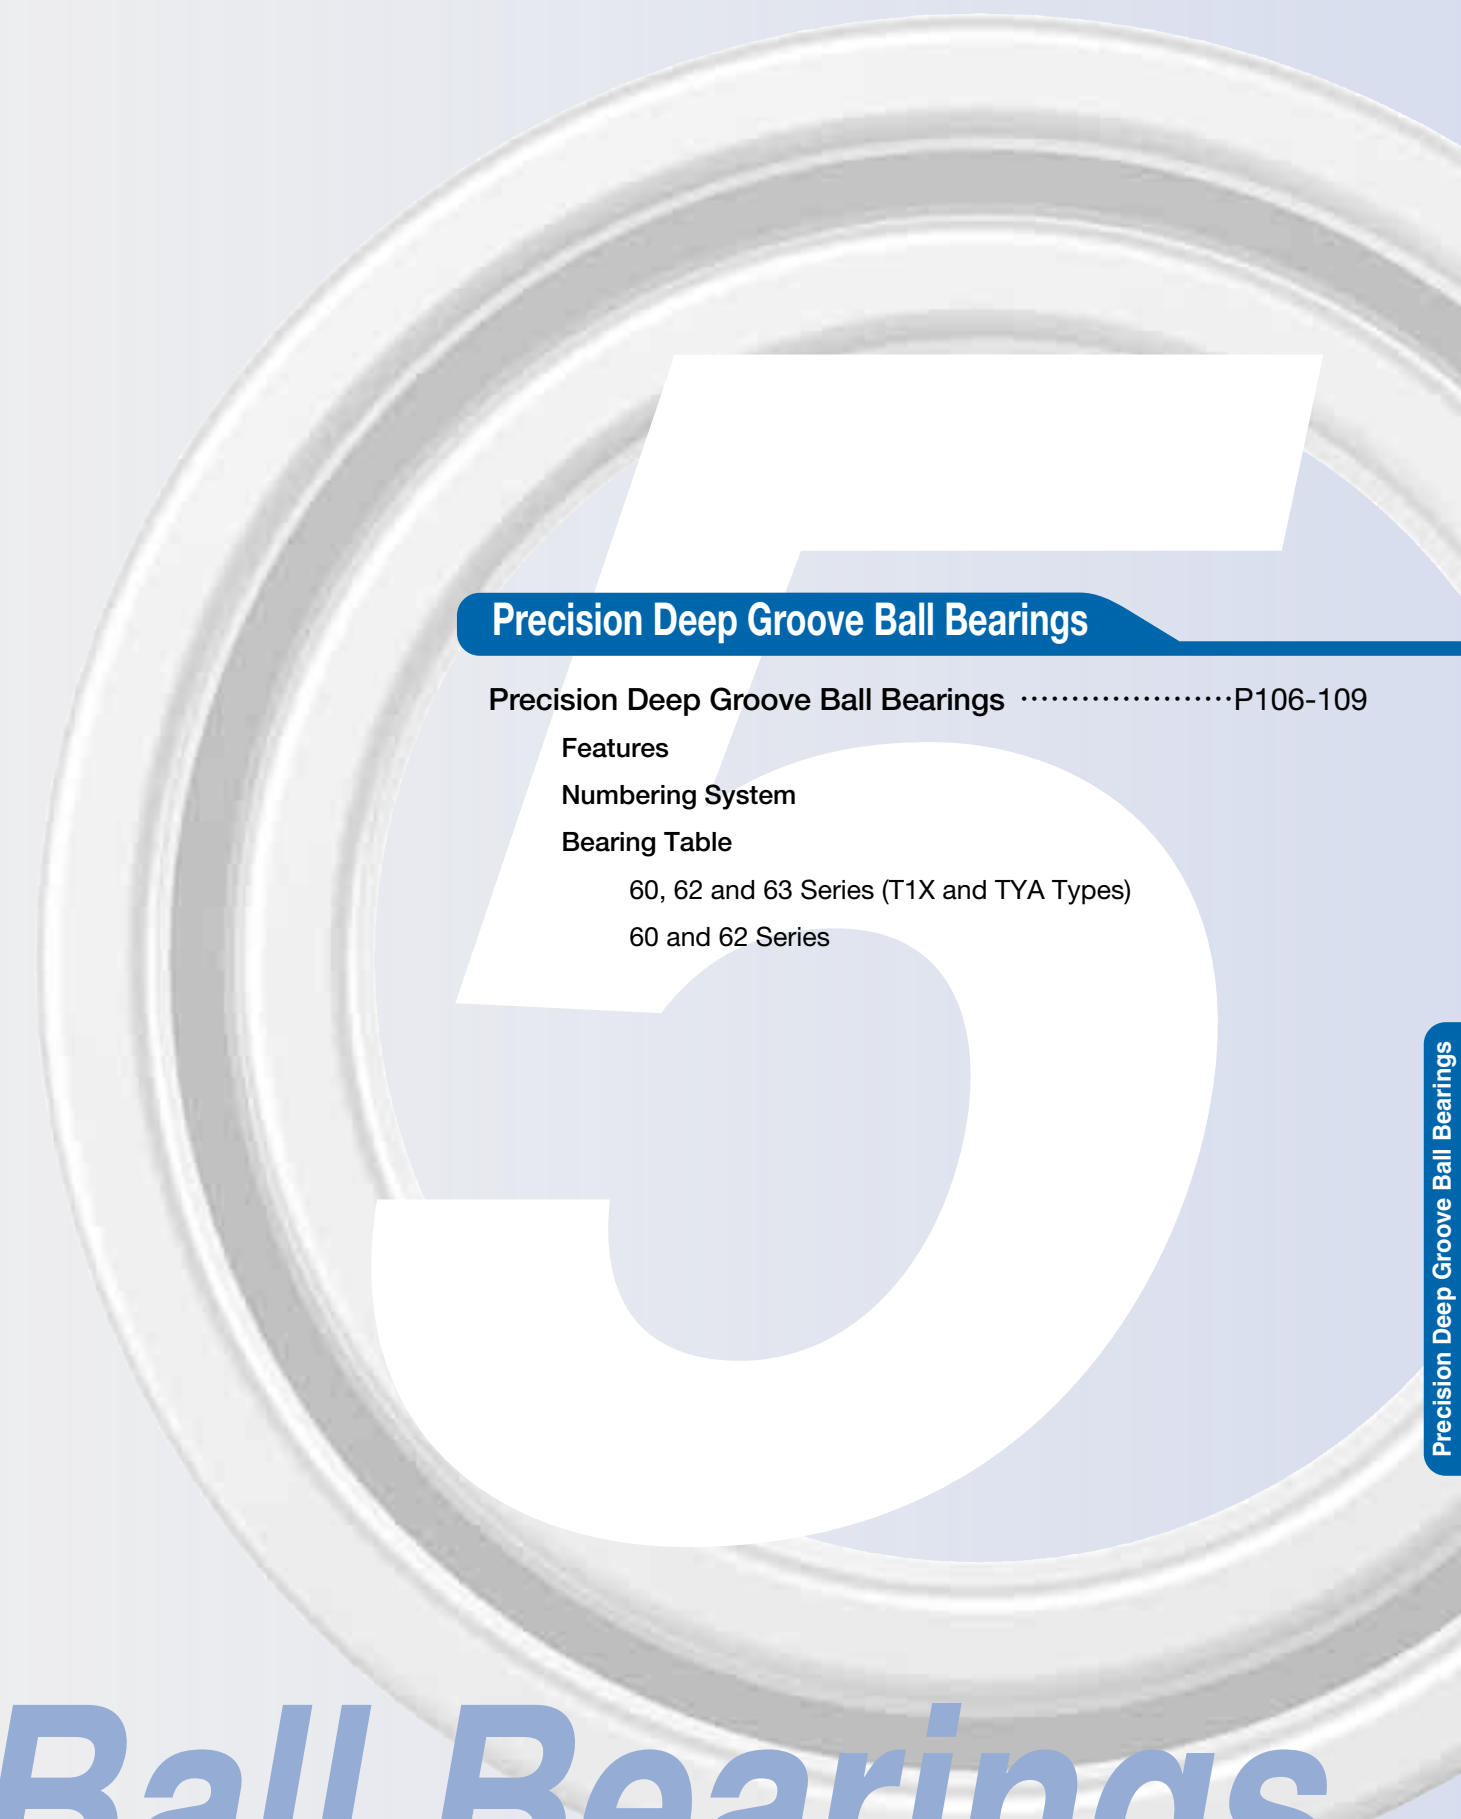 5
Precision Deep Groove Ball Bearings
Precision Deep Groove Ball Bearings ·····················P106-109
Features
Numbering System
Bearing Table
60, 62 and 63 Series (T1X and TYA Types)
60 and 62 Series
Precision Deep Groove Ball Bearings
Ball Bearings